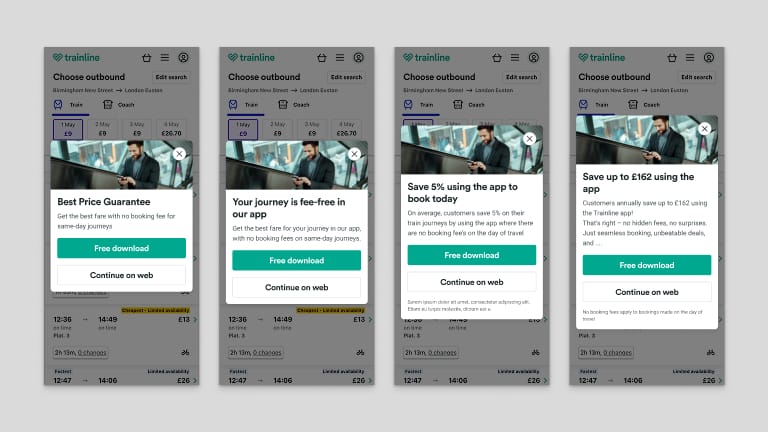 trainline
Choose outbound
Edit search
Birmingham New Street → London Euston
Train
Coach
1 May
£9
2 May
£9
3 May
£9
4 May
£26.70
Best Price Guarantee
Get the best fare with no booking fee for
same-day journeys
Free download
Continue on web
2h 13m, 0 changes
Cheapest - Limited availability
12:36 → 14:49
£13
on time
on time
Plat. 3
2h 13m, 0 changes
Fastest
Limited availability
12:47 → 14:06
£26
trainline
Choose outbound
Edit search
Birmingham New Street → London Euston
Train
Coach
1 May
£9
2 May
£9
3 May
£9
4 May
£26.70
Your journey is fee-free in
our app
Get the best fare for your journey in our app,
with no booking fees on same-day journeys.
Free download
Continue on web
Cheapest - Limited availability
12:36 → 14:49
£13
on time
on time
Plat. 3
2h 13m, 0 changes
Fastest
Limited availability
12:47 → 14:06
£26
trainline
Choose outbound
Edit search
Birmingham New Street → London Euston
Train
Coach
Save 5% using the app to
book today
On average, customers save 5% on their
train journeys by using the app where there
are no booking fee's on the day of travel
Free download
Continue on web
Sorem ipsum dolor sit amet, consectetur adipiscing elit.
Etiam eu turpis molestie, dictum est a
12:36 → 14:49
£13
on time
on time
Plat. 3
2h 13m, 0 changes
Fastest
Limited availability
12:47 → 14:06
£26
trainline
Choose outbound
Edit search
Birmingham New Street → London Euston
Train
Coach
Save up to £162 using the
app
Customers annually save up to £162 using
the Trainline app!
That's right – no hidden fees, no surprises.
Just seamless booking, unbeatable deals,
and ....
Free download
Continue on web
No booking fees apply to bookings made on the day of
travel
Plat. 3
2h 13m, 0 changes
Fastest
Limited availability
12:47 → 14:06
£26